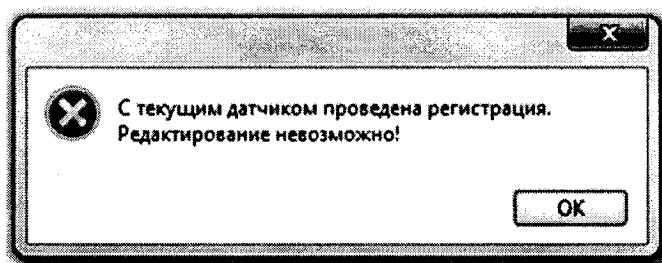 С текущим датчиком проведена регистрация.
Редактирование невозможно!
OK